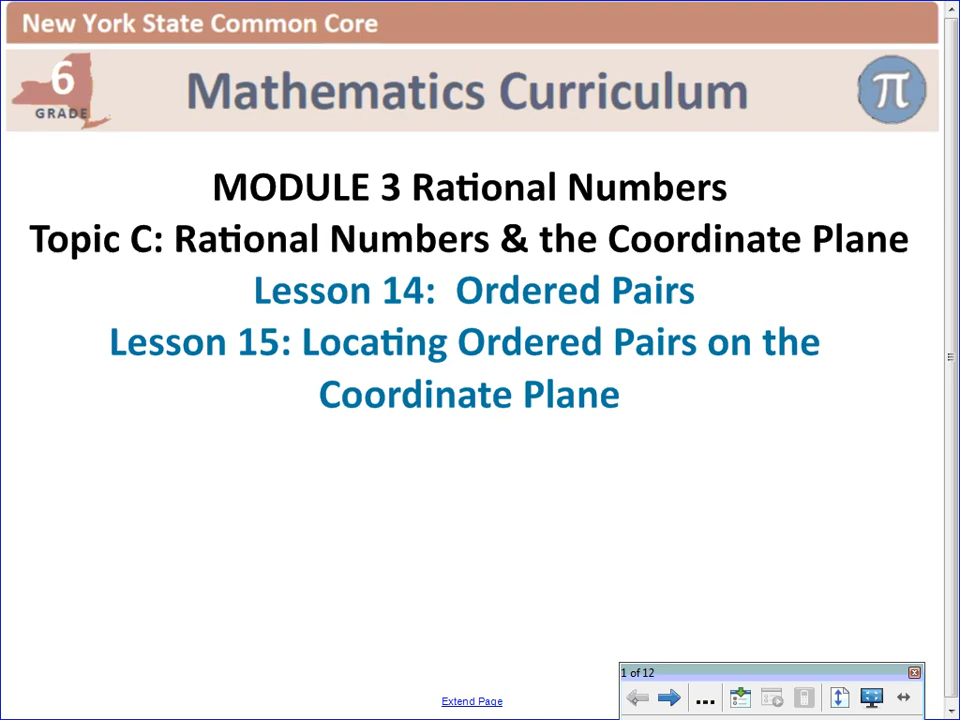 New York State Common Core
6
GRADE
Mathematics Curriculum
π
MODULE 3 Rational Numbers
Topic C: Rational Numbers & the Coordinate Plane
Lesson 14:  Ordered Pairs
Lesson 15: Locating Ordered Pairs on the
Coordinate Plane
1 of 12
Extend Page